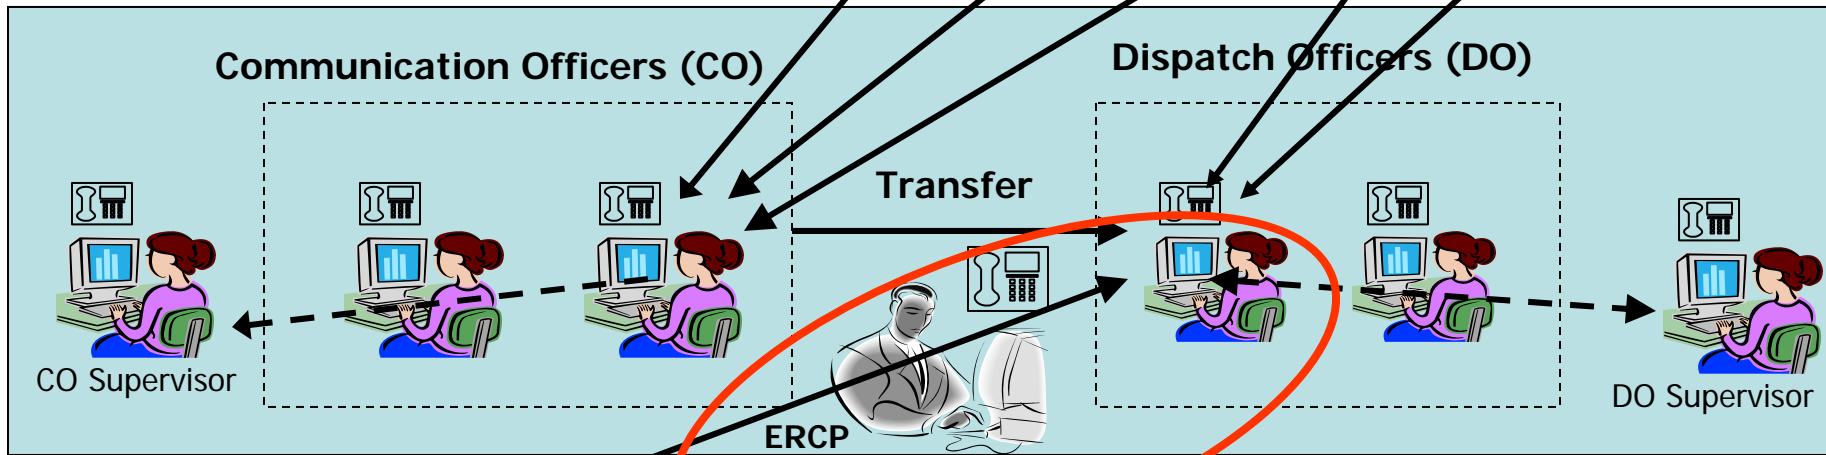 Communication Officers (CO)
Dispatch Officers (DO)
Transfer
CO Supervisor
ERCP
DO Supervisor